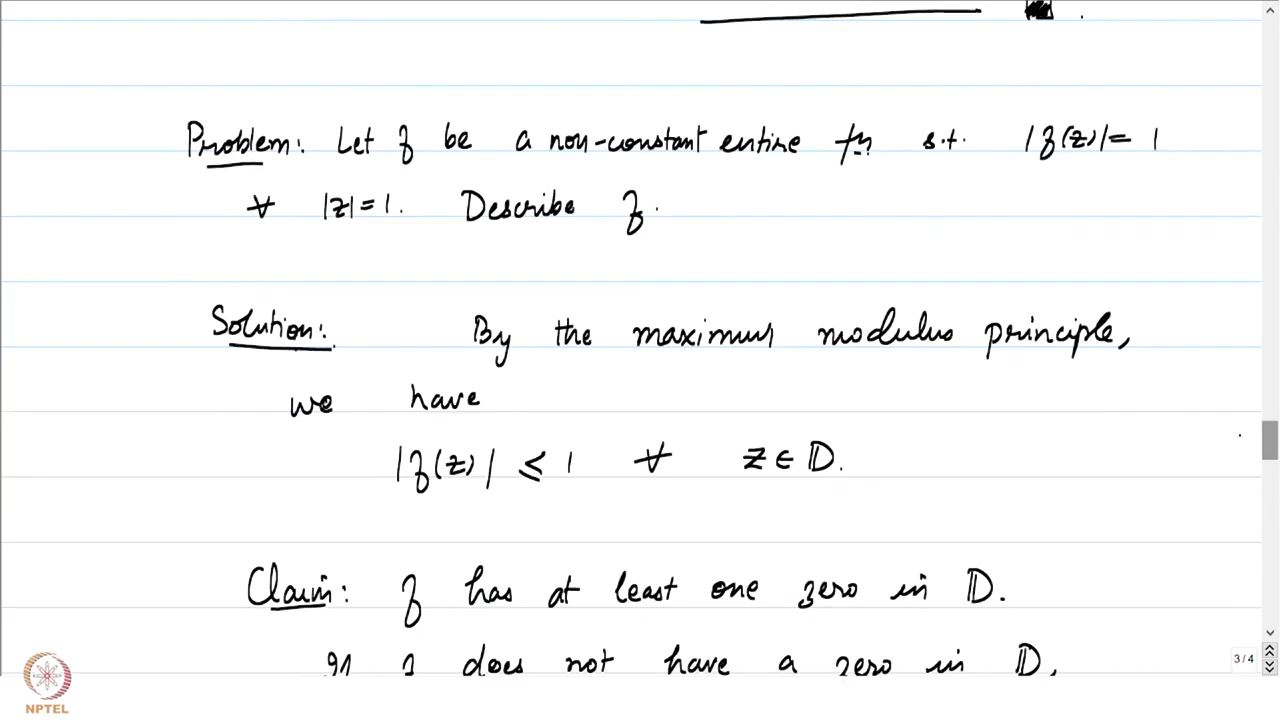 Problem: Let f be a non-constant entire fn s.t. |f(z)| = 1
∀ |z| = 1. Describe f.
Solution: By the maximum modulus principle,
we have
|f(z)| ≤ 1 ∀ z ∈ 𝔻.
Claim: f has at least one zero in 𝔻.
If f does not have a zero in 𝔻,
3 / 4
NPTEL